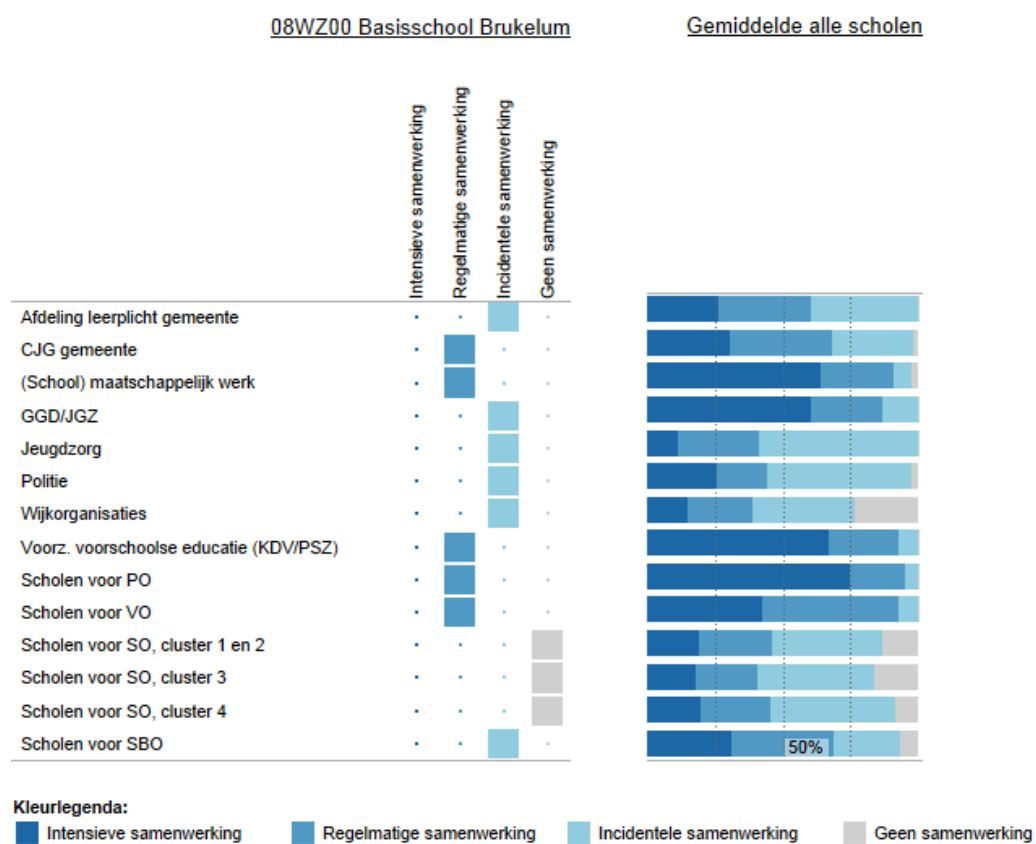 08WZ00 Basisschool Brukelum
Gemiddelde alle scholen
Intensieve samenwerking
Regelmatige samenwerking
Incidentele samenwerking
Geen samenwerking
Afdeling leerplicht gemeente
CJG gemeente
(School) maatschappelijk werk
GGD/JGZ
Jeugdzorg
Politie
Wijkorganisaties
Voorz. voorschoolse educatie (KDV/PSZ)
Scholen voor PO
Scholen voor VO
Scholen voor SO, cluster 1 en 2
Scholen voor SO, cluster 3
Scholen voor SO, cluster 4
Scholen voor SBO
50%
Kleurlegenda:
Intensieve samenwerking
Regelmatige samenwerking
Incidentele samenwerking
Geen samenwerking